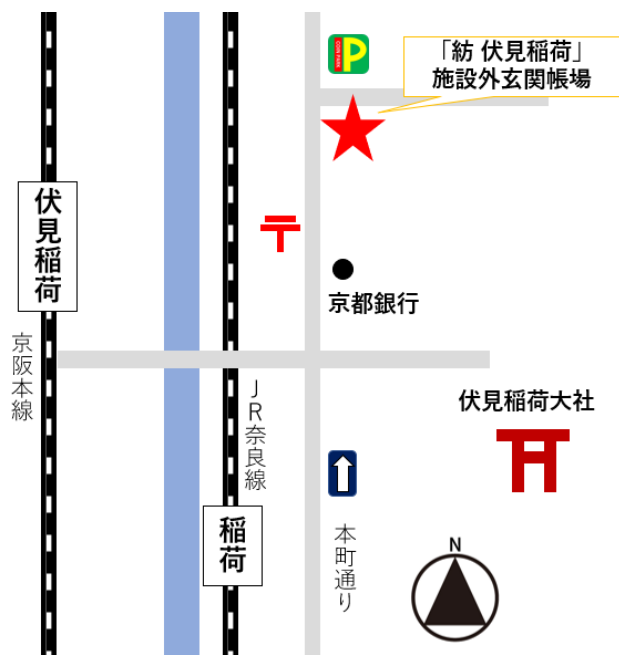 P
COIN PARK
「紡 伏見稲荷」
施設外玄関帳場
伏見稲荷
〒
京都銀行
京阪本線
JR奈良線
伏見稲荷大社
稲荷
本町通り
N